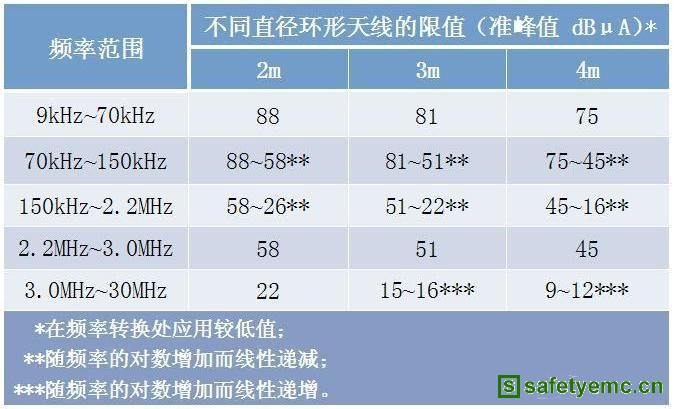 频率范围 不同直径环形天线的限值（准峰值 dBμA）*
2m 3m 4m
9kHz~70kHz 88 81 75
70kHz~150kHz 88~58** 81~51** 75~45**
150kHz~2.2MHz 58~26** 51~22** 45~16**
2.2MHz~3.0MHz 58 51 45
3.0MHz~30MHz 22 15~16*** 9~12***
*在频率转换处应用较低值；
**随频率的对数增加而线性递减；
***随频率的对数增加而线性递增。
S safetyemc.cn